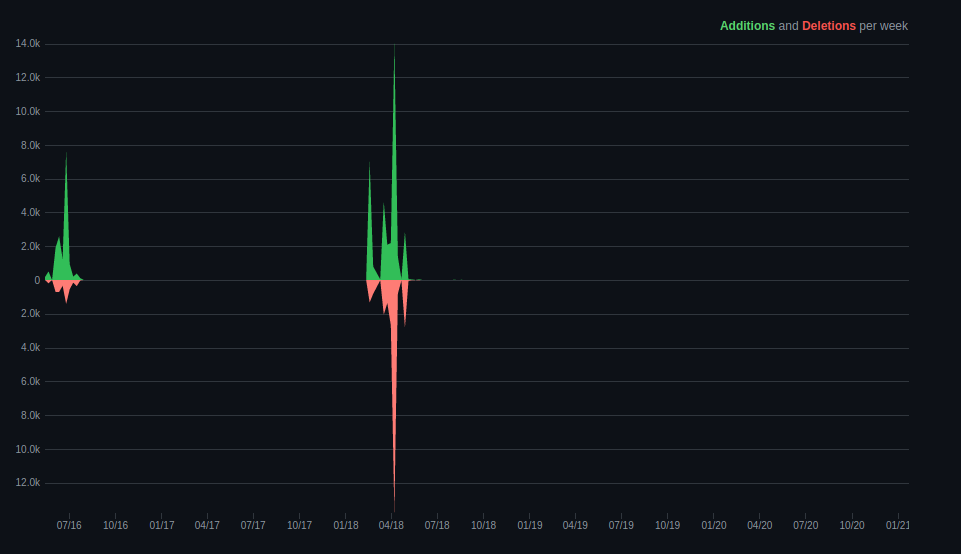 Additions and Deletions per week
14.0k
12.0k
10.0k
8.0k
6.0k
4.0k
2.0k
0
2.0k
4.0k
6.0k
8.0k
10.0k
12.0k
07/16 10/16 01/17 04/17 07/17 10/17 01/18 04/18 07/18 10/18 01/19 04/19 07/19 10/19 01/20 04/20 07/20 10/20 01/21